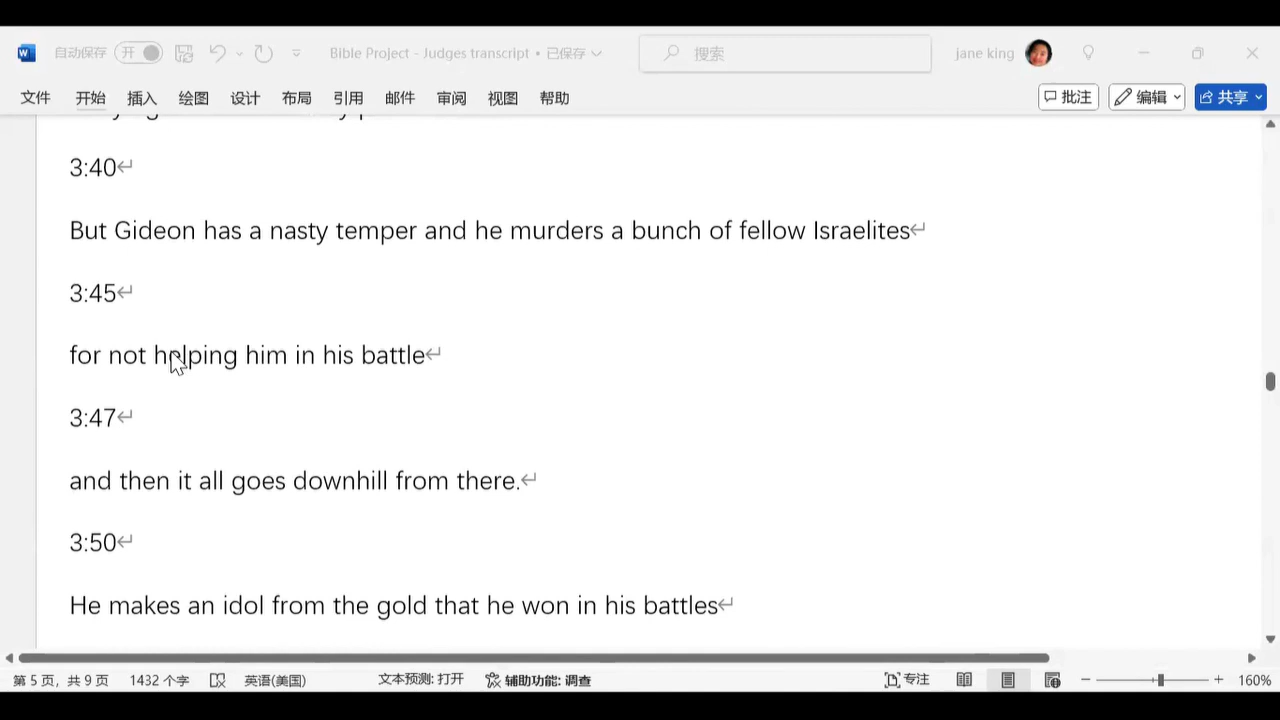 自动保存 开 Bible Project - Judges transcript • 已保存 搜索 jane king
文件 开始 插入 绘图 设计 布局 引用 邮件 审阅 视图 帮助 批注 编辑 共享
3:40
But Gideon has a nasty temper and he murders a bunch of fellow Israelites
3:45
for not helping him in his battle
3:47
and then it all goes downhill from there.
3:50
He makes an idol from the gold that he won in his battles
第 5 页，共 9 页 1432 个字 英语(美国) 文本预测: 打开 辅助功能: 调查 专注 160%